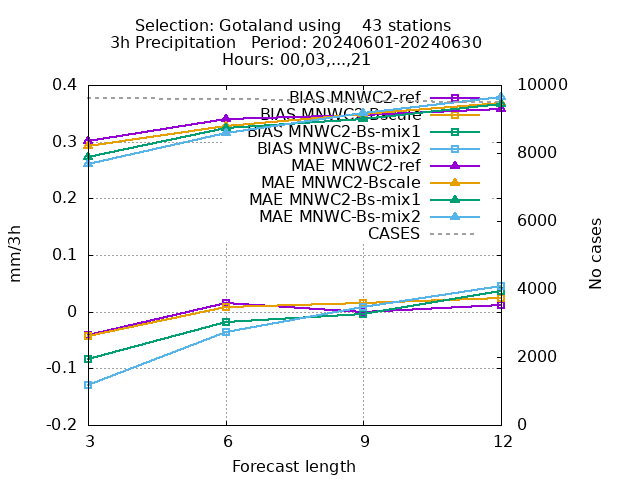 Selection: Gotaland using 43 stations
3h Precipitation Period: 20240601-20240630
Hours: 00,03,...,21
0.4
0.3
0.2
0.1
0
-0.1
-0.2
mm/3h
10000
8000
6000
4000
2000
0
No cases
BIAS MNWC2-ref
BIAS MNWC2-Bscale
BIAS MNWC2-Bs-mix1
BIAS MNWC-Bs-mix2
MAE MNWC2-ref
MAE MNWC2-Bscale
MAE MNWC2-Bs-mix1
MAE MNWC-Bs-mix2
CASES
3 6 9 12
Forecast length